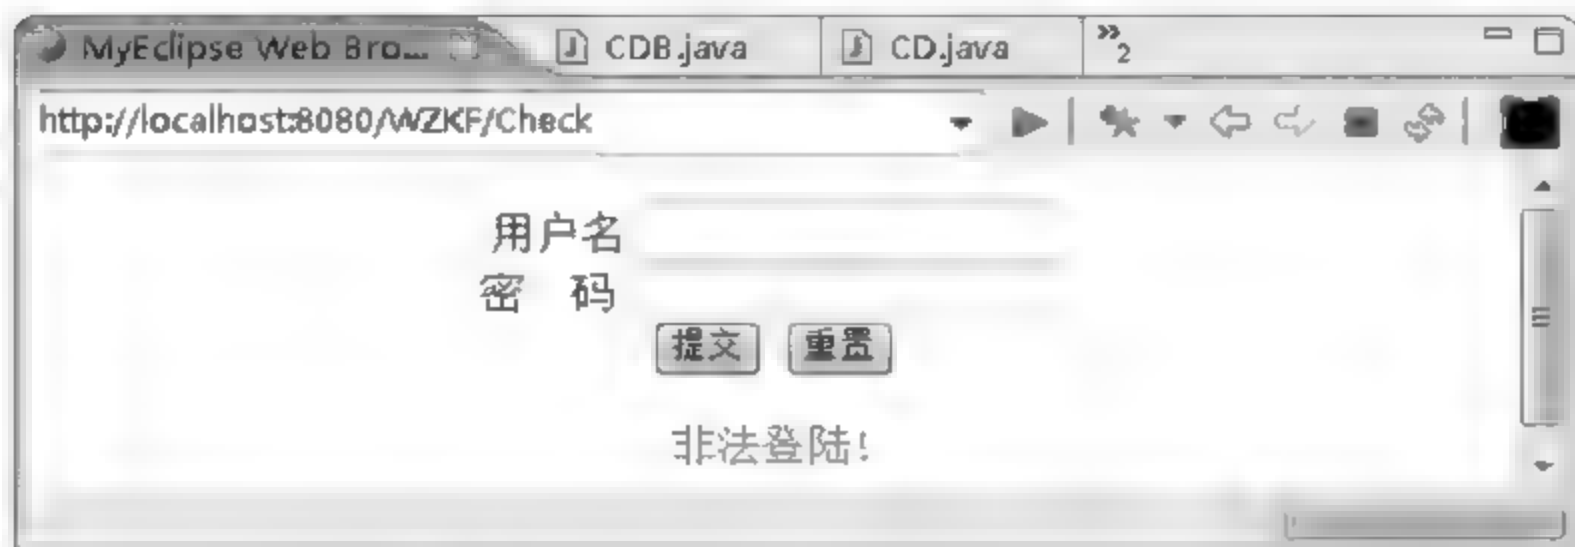 MyEclipse Web Bro... CDB.java CD.java »2
http://localhost:8080/WZKF/Check
用户名
密 码
提交 重置
非法登陆!